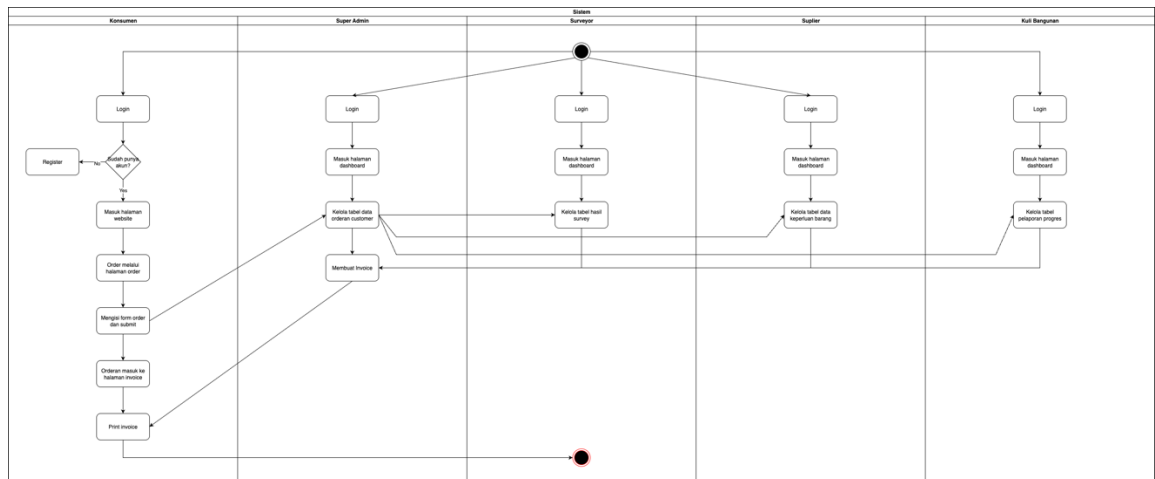 Sistem
Konsumen
Super Admin
Surveyor
Suplier
Kuli Bangunan
Login
Login
Login
Login
Login
Register
No
Sudah punya
akun?
Masuk halaman
dashboard
Masuk halaman
dashboard
Masuk halaman
dashboard
Masuk halaman
dashboard
Yes
Masuk halaman
website
Kelola tabel data
orderan customer
Kelola tabel hasil
survey
Kelola tabel data
keperluan barang
Kelola tabel
pelaporan progres
Order melalui
halaman order
Membuat Invoice
Mengisi form order
dan submit
Orderan masuk ke
halaman invoice
Print invoice